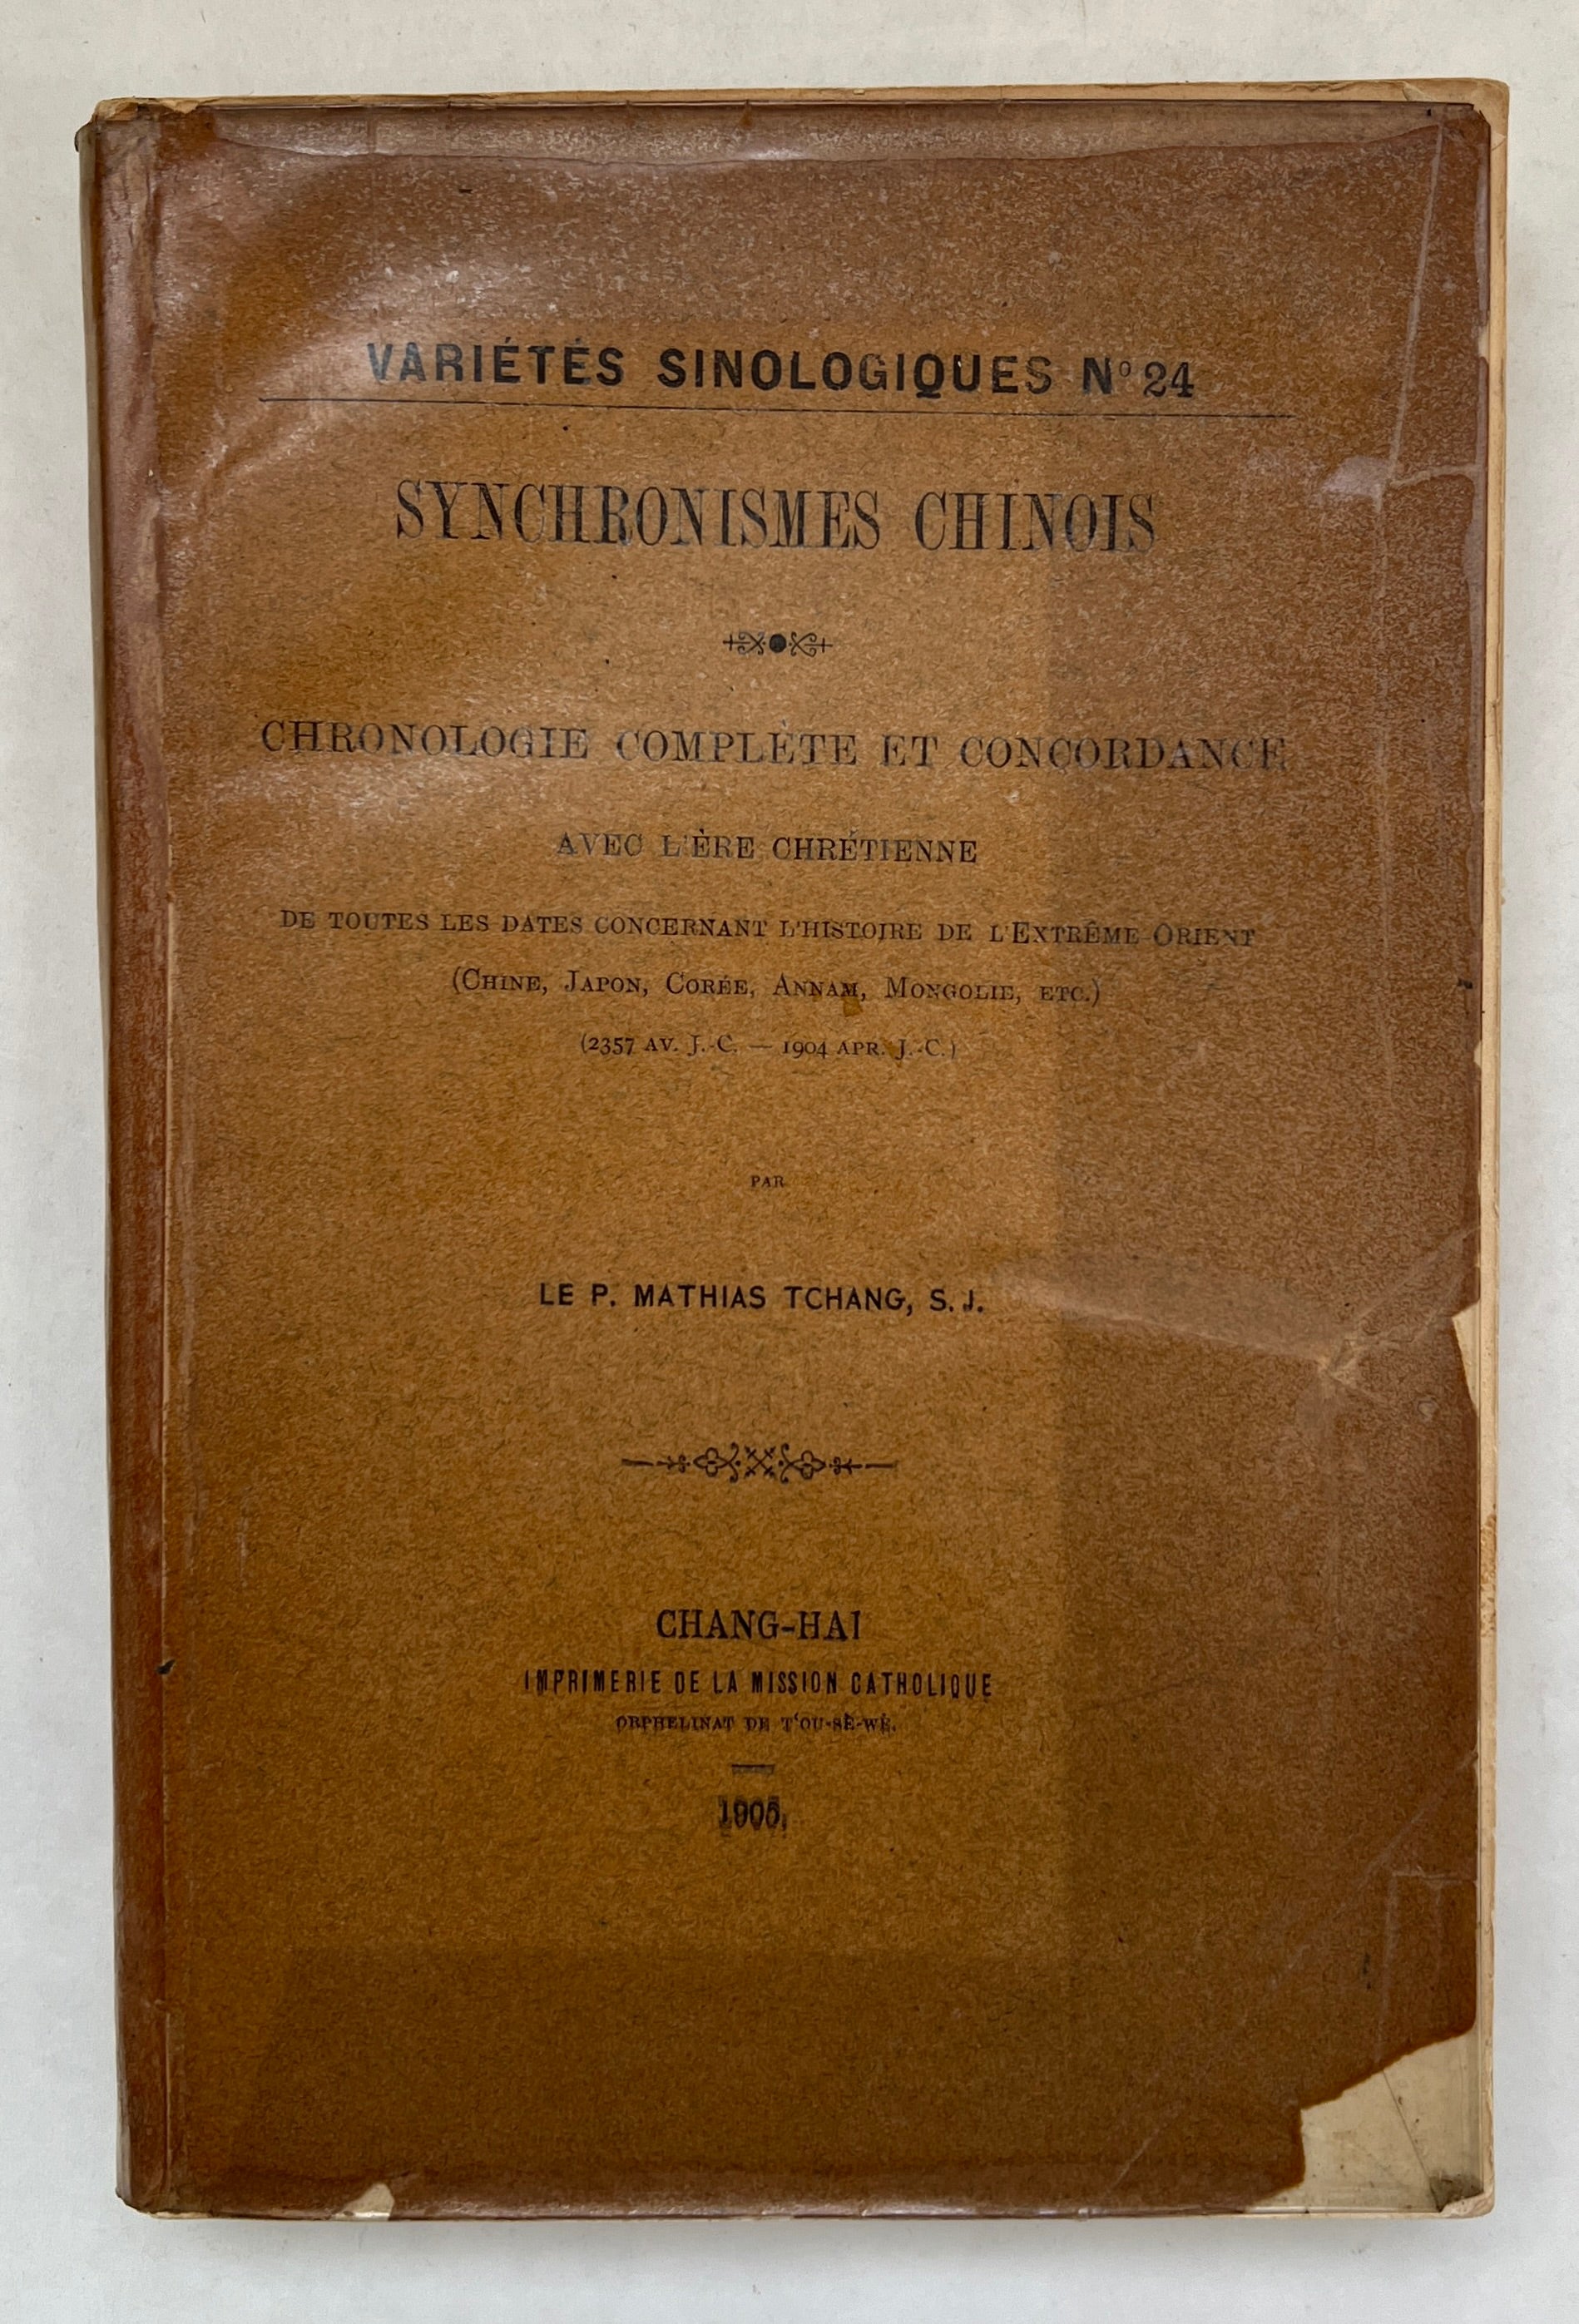 VARIÉTÉS SINOLOGIQUES Nº 24
SYNCHRONISMES CHINOIS
CHRONOLOGIE COMPLÈTE ET CONCORDANCE
AVEC L'ÈRE CHRÉTIENNE
DE TOUTES LES DATES CONCERNANT L'HISTOIRE DE L'EXTRÊME-ORIENT
(CHINE, JAPON, CORÉE, ANNAM, MONGOLIE, ETC.)
(2357 AV. J.-C. — 1904 APR. J.-C.)
PAR
LE P. MATHIAS TCHANG, S. J.
CHANG-HAI
IMPRIMERIE DE LA MISSION CATHOLIQUE
ORPHELINAT DE T'OU-SÈ-WÈ.
1905.